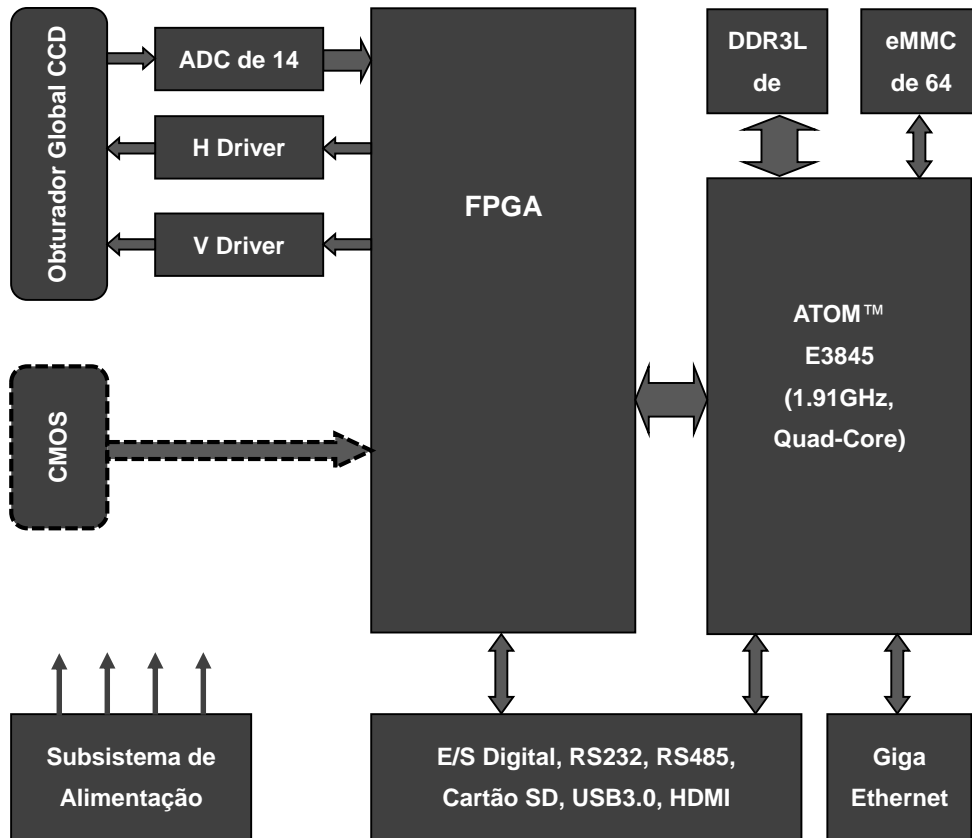 Obturador Global CCD
ADC de 14
H Driver
V Driver
CMOS
FPGA
DDR3L
de
eMMC
de 64
ATOM™
E3845
(1.91GHz,
Quad-Core)
Subsistema de
Alimentação
E/S Digital, RS232, RS485,
Cartão SD, USB3.0, HDMI
Giga
Ethernet